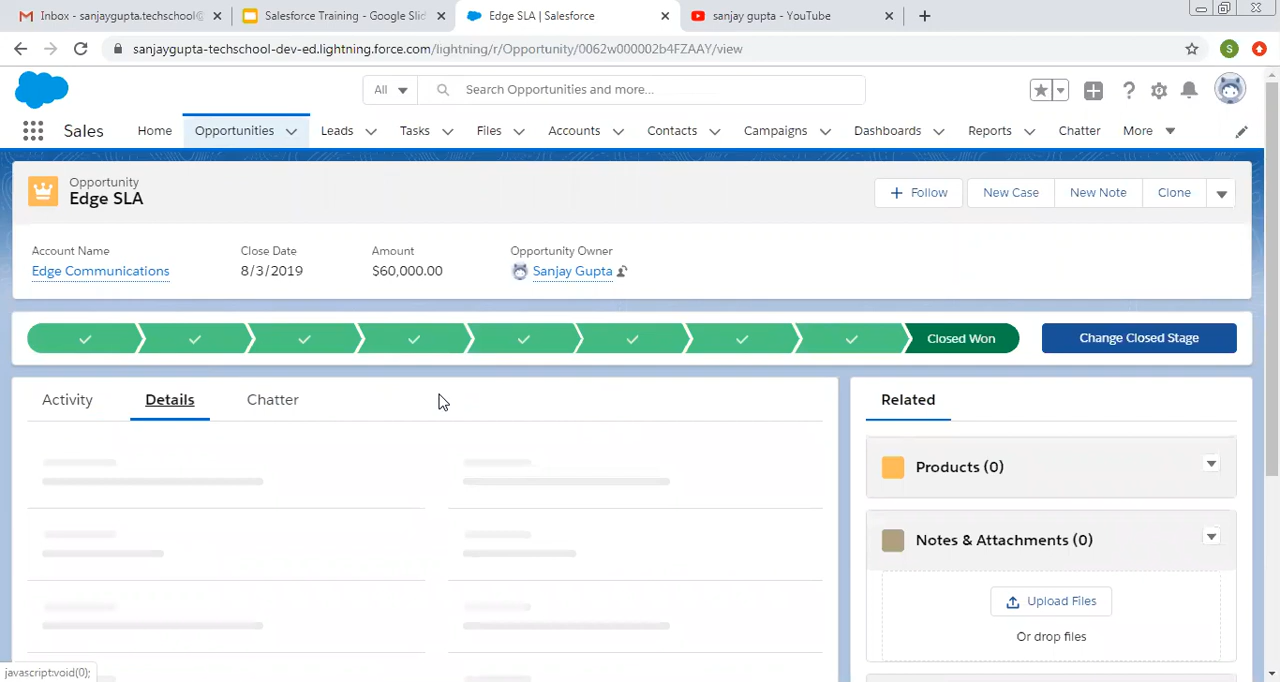 Inbox - sanjaygupta.techschool@
Salesforce Training - Google Slid
Edge SLA | Salesforce
sanjay gupta - YouTube
sanjaygupta-techschool-dev-ed.lightning.force.com/lightning/r/Opportunity/0062w000002b4FZAAY/view
S
All
Search Opportunities and more...
Sales
Home
Opportunities
Leads
Tasks
Files
Accounts
Contacts
Campaigns
Dashboards
Reports
Chatter
More
Opportunity
Edge SLA
Follow
New Case
New Note
Clone
Account Name
Close Date
Amount
Opportunity Owner
Edge Communications
8/3/2019
$60,000.00
Sanjay Gupta
Closed Won
Change Closed Stage
Activity
Details
Chatter
Related
Products (0)
Notes & Attachments (0)
Upload Files
Or drop files
javascript:void(0);